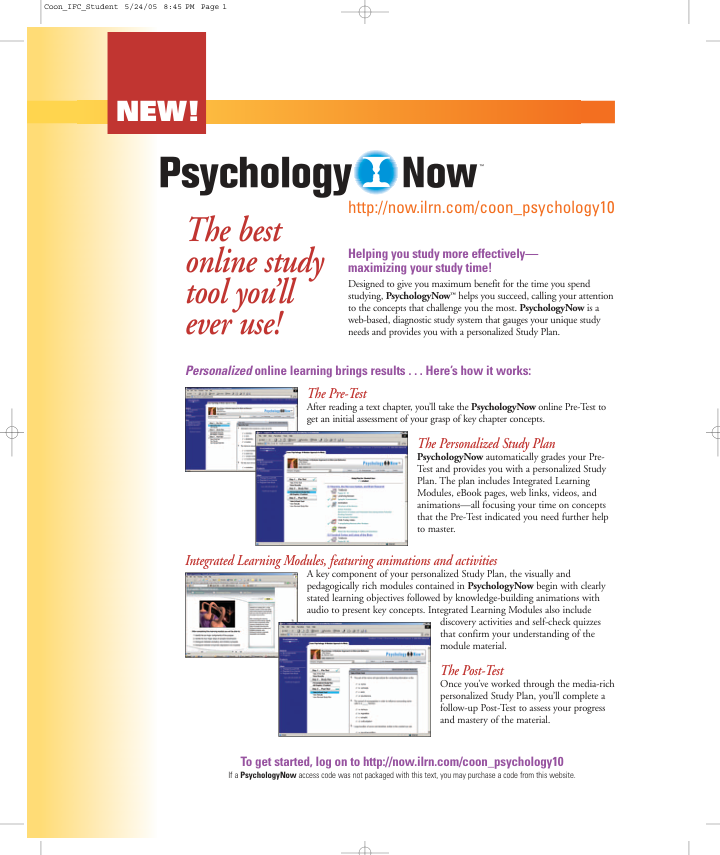 Coon_IFC_Student 5/24/05 8:45 PM Page 1
NEW!
Psychology Now™
http://now.ilrn.com/coon_psychology10
The best
online study
tool you'll
ever use!
Helping you study more effectively—
maximizing your study time!
Designed to give you maximum benefit for the time you spend
studying, PsychologyNow™ helps you succeed, calling your attention
to the concepts that challenge you the most. PsychologyNow is a
web-based, diagnostic study system that gauges your unique study
needs and provides you with a personalized Study Plan.
Personalized online learning brings results . . . Here's how it works:
The Pre-Test
After reading a text chapter, you'll take the PsychologyNow online Pre-Test to
get an initial assessment of your grasp of key chapter concepts.
The Personalized Study Plan
PsychologyNow automatically grades your Pre-
Test and provides you with a personalized Study
Plan. The plan includes Integrated Learning
Modules, eBook pages, web links, videos, and
animations—all focusing your time on concepts
that the Pre-Test indicated you need further help
to master.
Integrated Learning Modules, featuring animations and activities
A key component of your personalized Study Plan, the visually and
pedagogically rich modules contained in PsychologyNow begin with clearly
stated learning objectives followed by knowledge-building animations with
audio to present key concepts. Integrated Learning Modules also include
discovery activities and self-check quizzes
that confirm your understanding of the
module material.
The Post-Test
Once you've worked through the media-rich
personalized Study Plan, you'll complete a
follow-up Post-Test to assess your progress
and mastery of the material.
To get started, log on to http://now.ilrn.com/coon_psychology10
If a PsychologyNow access code was not packaged with this text, you may purchase a code from this website.